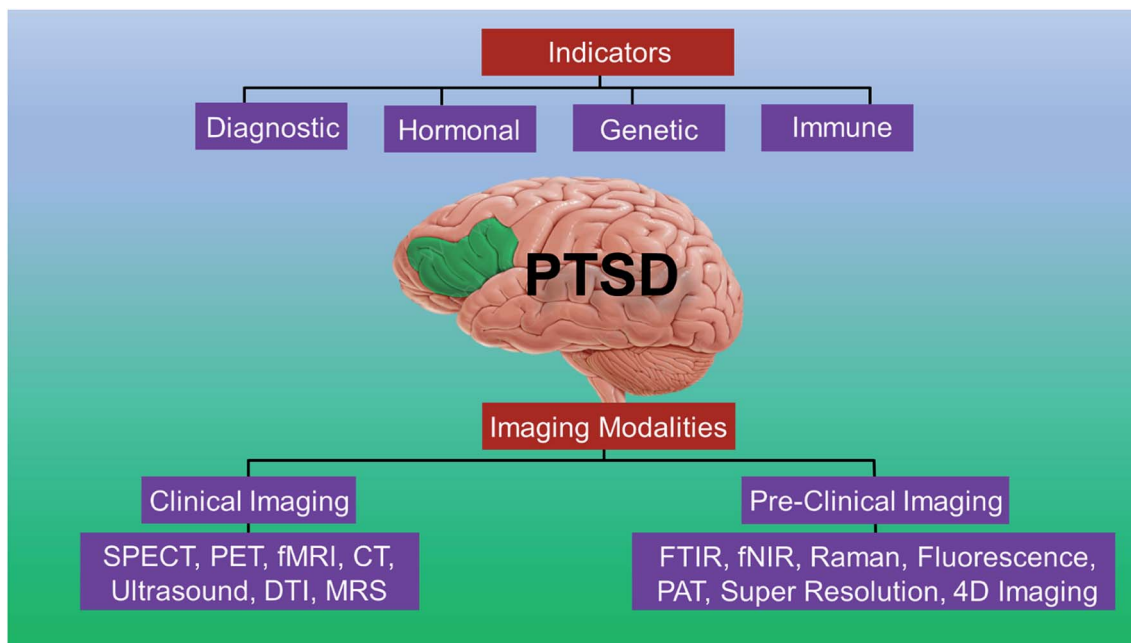 Indicators
Diagnostic
Hormonal
Genetic
Immune
PTSD
Imaging Modalities
Clinical Imaging
Pre-Clinical Imaging
SPECT, PET, fMRI, CT,
Ultrasound, DTI, MRS
FTIR, fNIR, Raman, Fluorescence,
PAT, Super Resolution, 4D Imaging